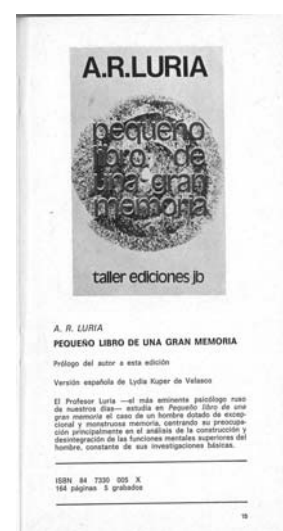 A.R.LURIA
pequeño
libro de
una gran
memoria
taller ediciones jb
A. R. LURIA
PEQUEÑO LIBRO DE UNA GRAN MEMORIA
Prólogo del autor a esta edición
Versión española de Lydia Kuper de Velasco
El Profesor Luria —el más eminente psicólogo ruso
de nuestros días— estudia en Pequeño libro de una
gran memoria el caso de un hombre dotado de excep-
cional y monstruosa memoria, centrando su preocupa-
ción principalmente en el análisis de la construcción y
desintegración de las funciones mentales superiores del
hombre, constante de sus investigaciones básicas.
ISBN 84 7330 005 X
164 páginas 5 grabados